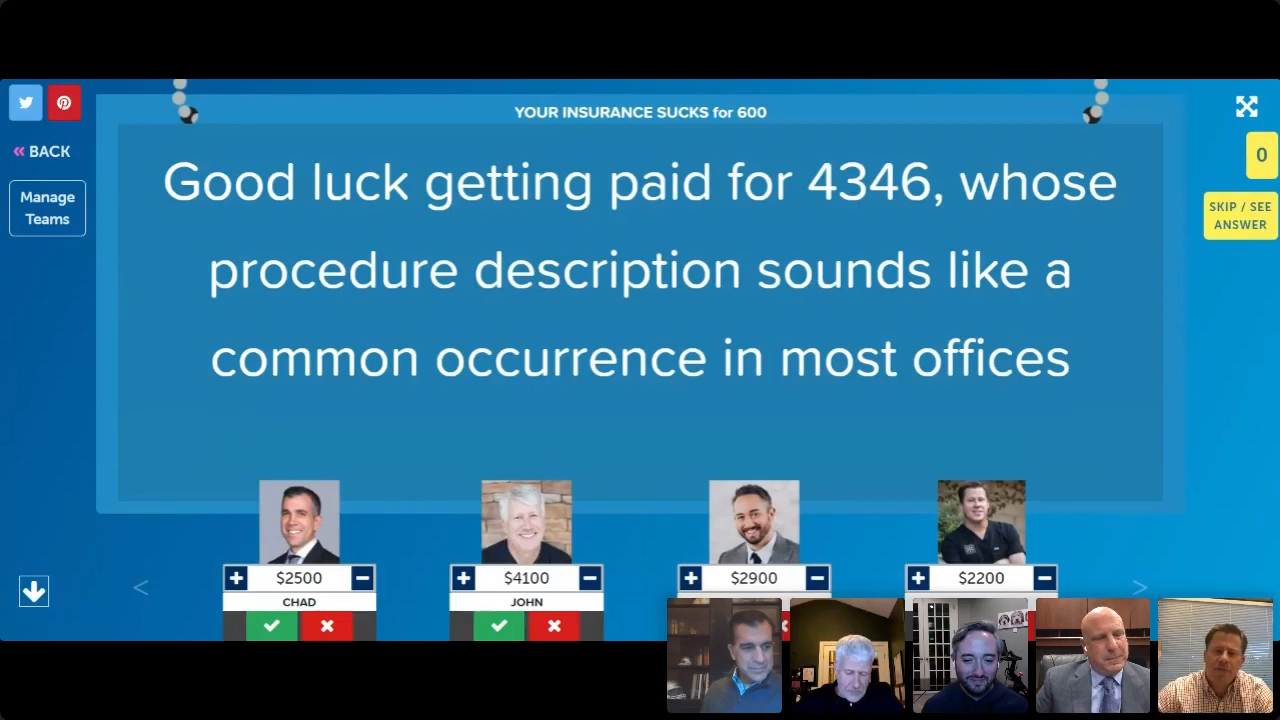 YOUR INSURANCE SUCKS for 600
« BACK
Manage
Teams
0
SKIP / SEE
ANSWER
Good luck getting paid for 4346, whose
procedure description sounds like a
common occurrence in most offices
$2500
$4100
$2900
$2200
CHAD
JOHN